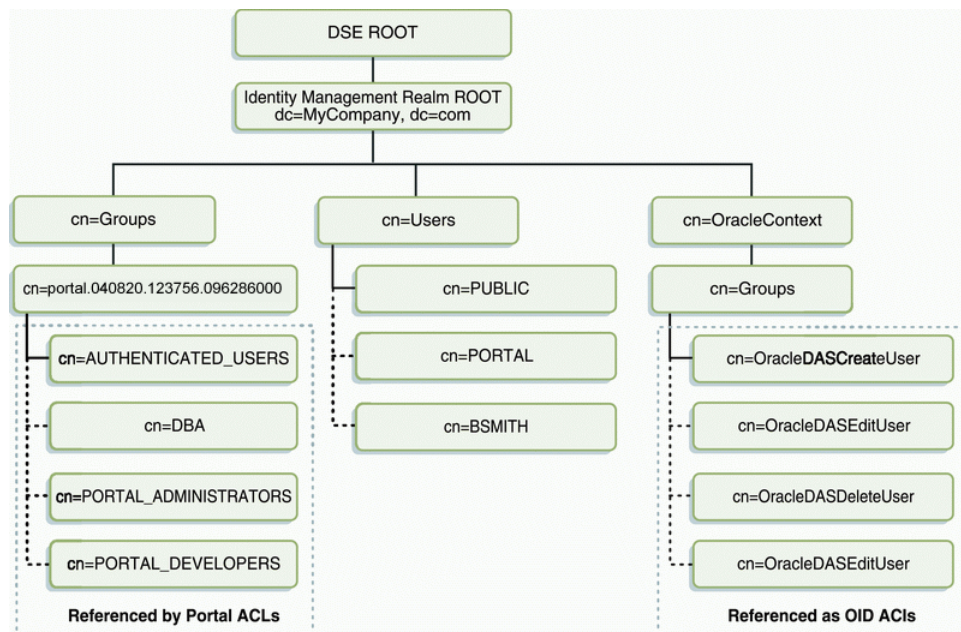 DSE ROOT
Identity Management Realm ROOT
dc=MyCompany, dc=com
cn=Groups
cn=Users
cn=OracleContext
cn=portal.040820.123756.096286000
cn=PUBLIC
cn=Groups
cn=AUTHENTICATED_USERS
cn=PORTAL
cn=OracleDASCreateUser
cn=DBA
cn=BSMITH
cn=OracleDASEditUser
cn=PORTAL_ADMINISTRATORS
cn=OracleDASDeleteUser
cn=PORTAL_DEVELOPERS
cn=OracleDASEditUser
Referenced by Portal ACLs
Referenced as OID ACIs